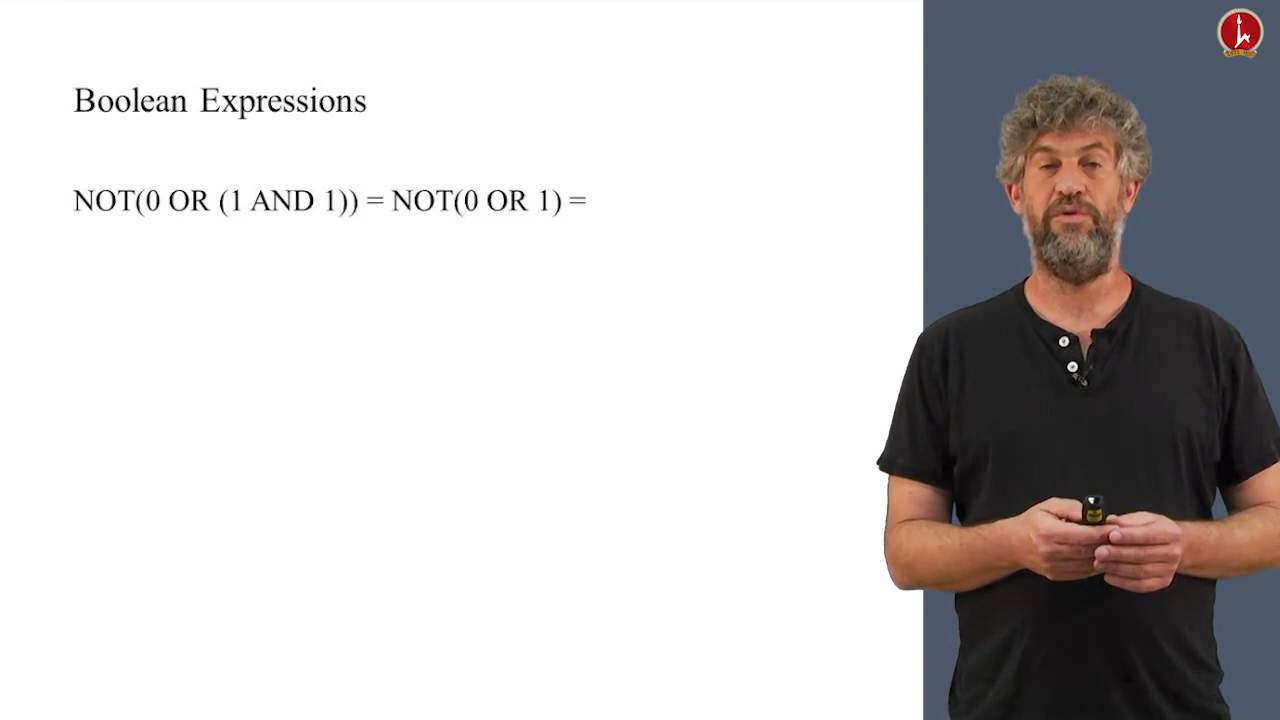 Boolean Expressions
NOT(0 OR (1 AND 1)) = NOT(0 OR 1) =